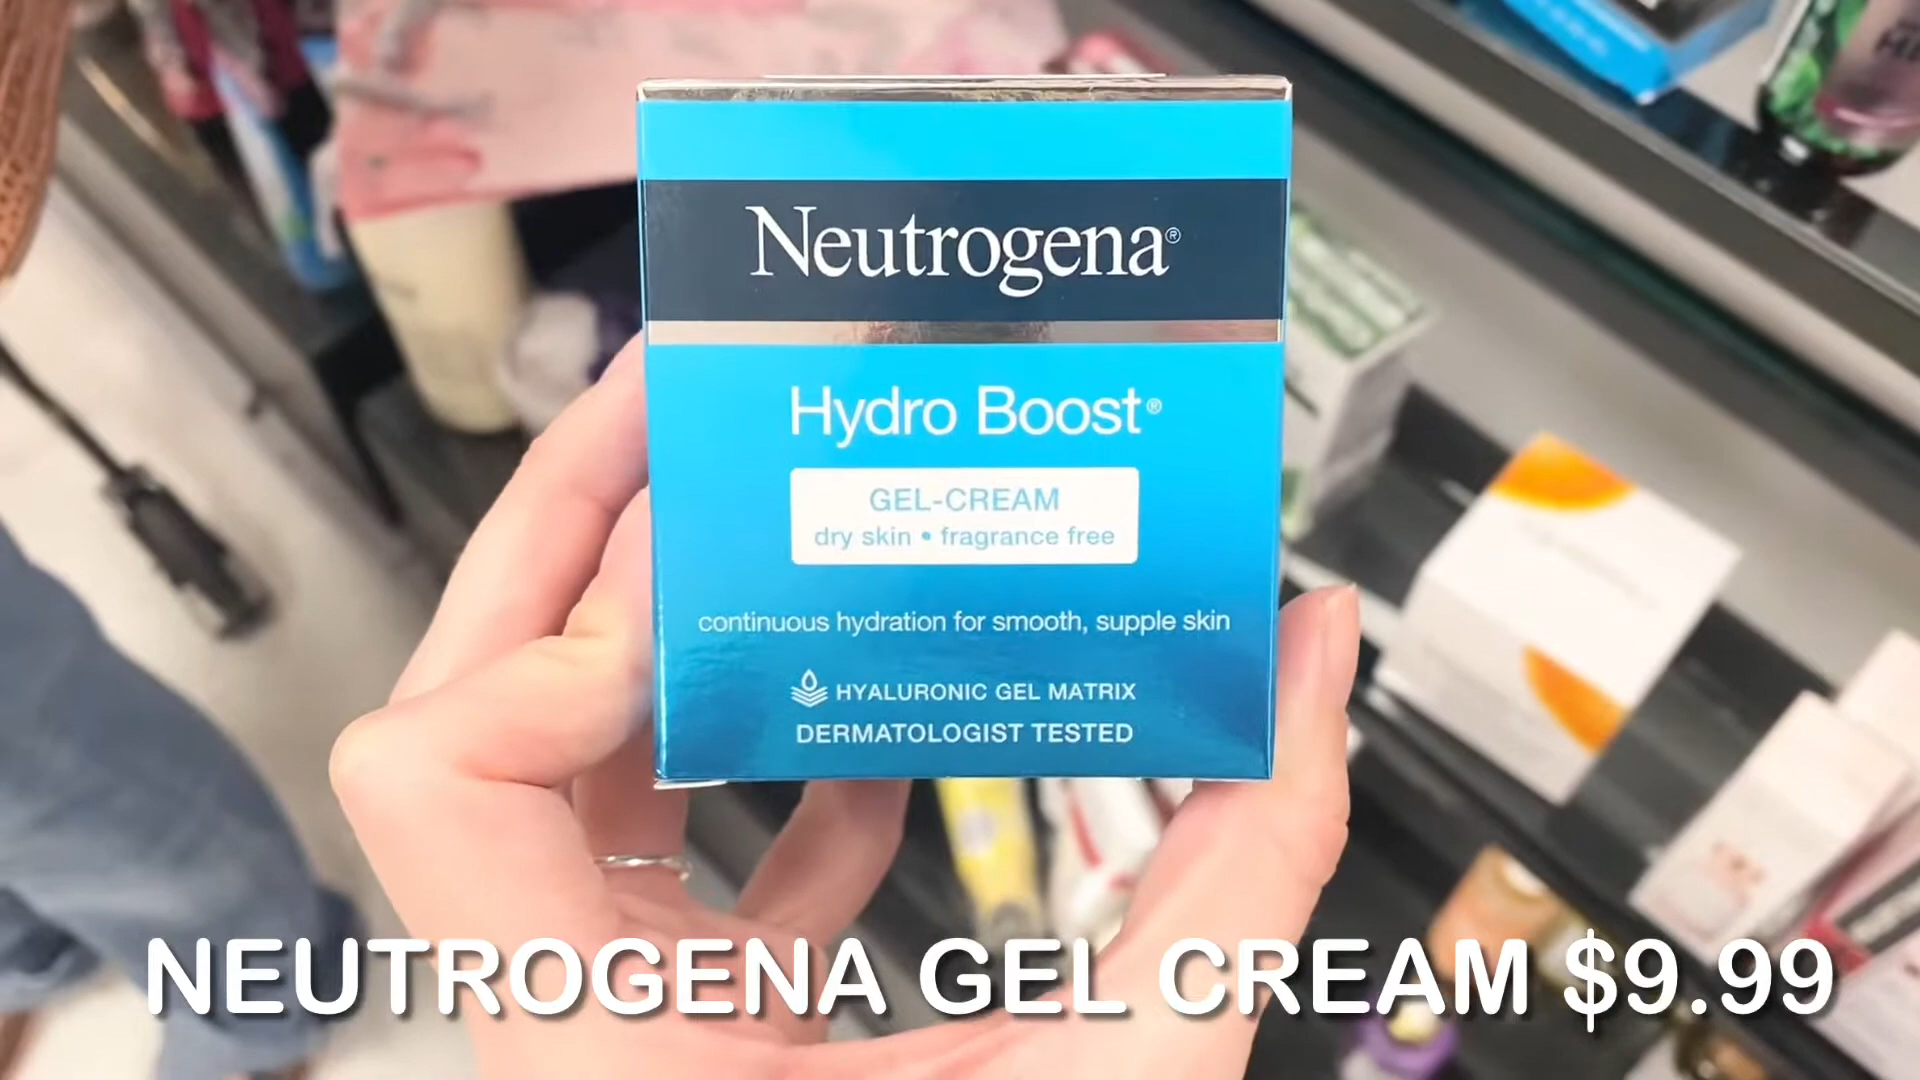 Neutrogena®
Hydro Boost®
GEL-CREAM
dry skin • fragrance free
continuous hydration for smooth, supple skin
HYALURONIC GEL MATRIX
DERMATOLOGIST TESTED
NEUTROGENA GEL CREAM $9.99